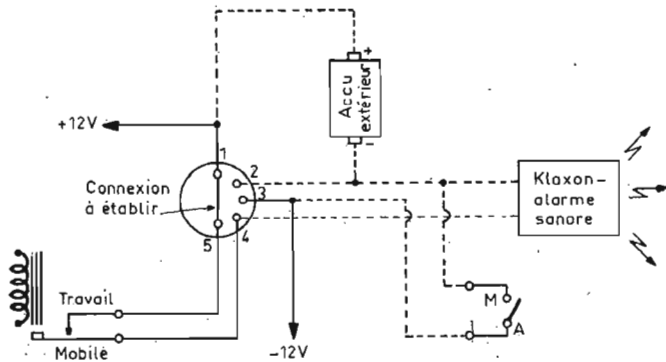 +
Accu
extérieur
-
+12V
1
2
3
Connexion
à établir
5
4
Klaxon-
alarme
sonore
Travail
Mobile
-12V
M
A